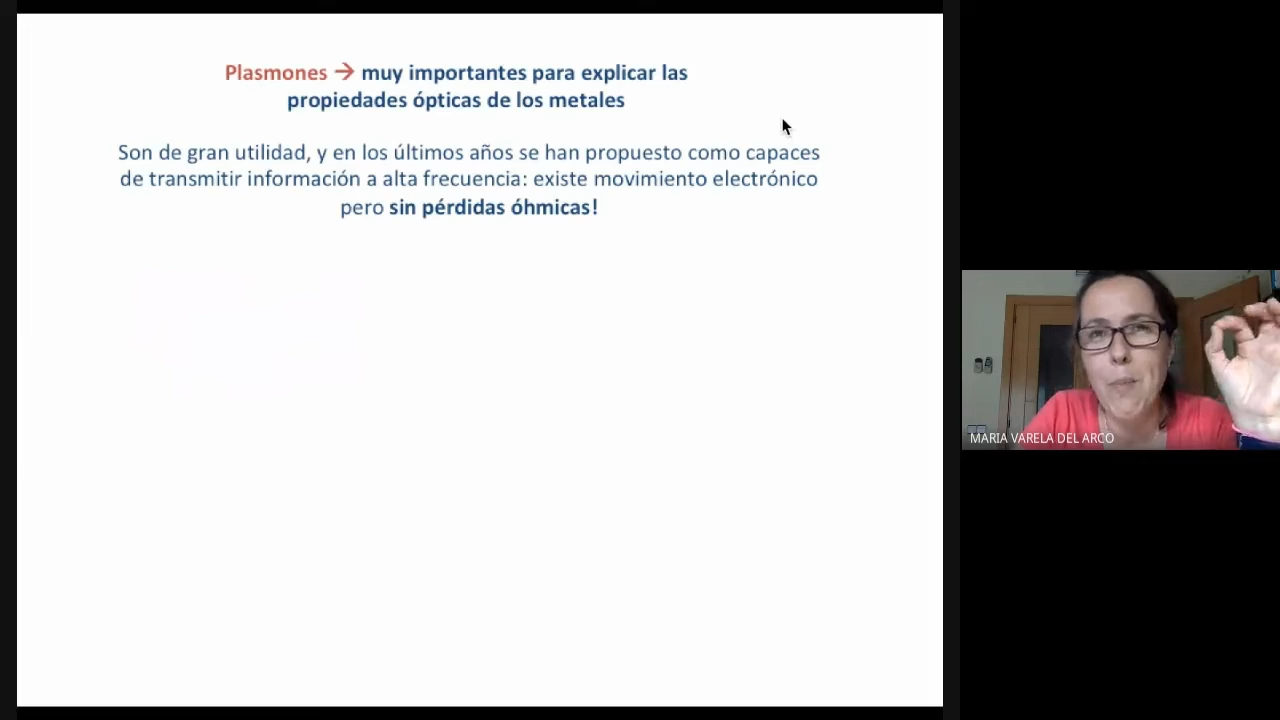 Plasmones → muy importantes para explicar las
propiedades ópticas de los metales
Son de gran utilidad, y en los últimos años se han propuesto como capaces
de transmitir información a alta frecuencia: existe movimiento electrónico
pero sin pérdidas óhmicas!
MARIA VARELA DEL ARCO